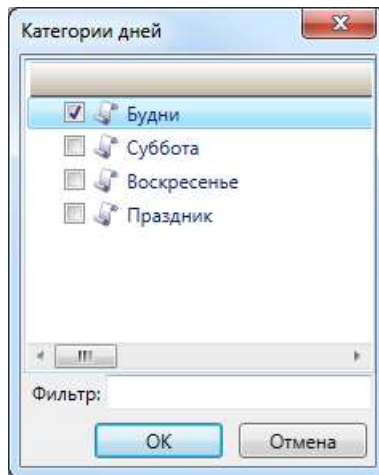 Категории дней
Будни
Суббота
Воскресенье
Праздник
Фильтр:
OK
Отмена